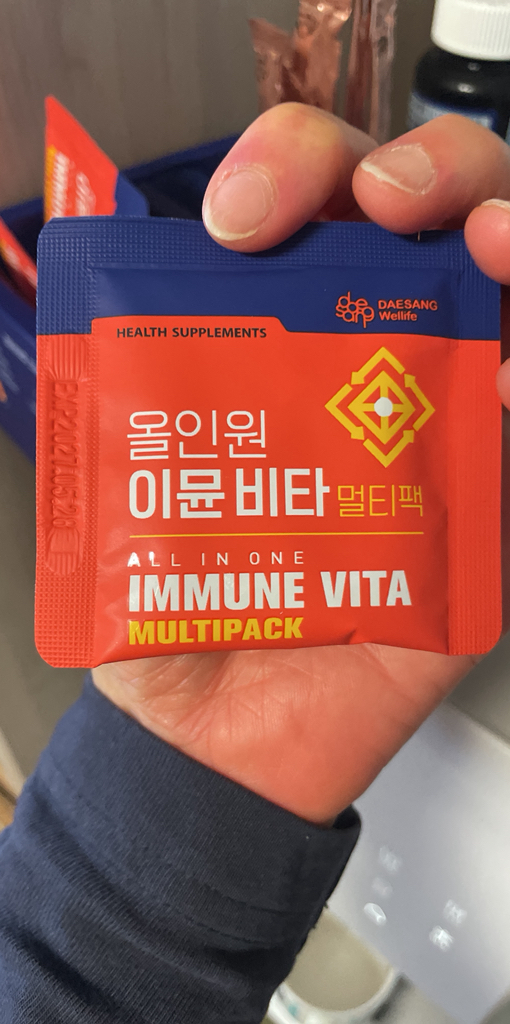 DAESANG
Wellife
HEALTH SUPPLEMENTS
올인원
이뮨 비타 멀티팩
ALL IN ONE
IMMUNE VITA
MULTIPACK
EXP20270526